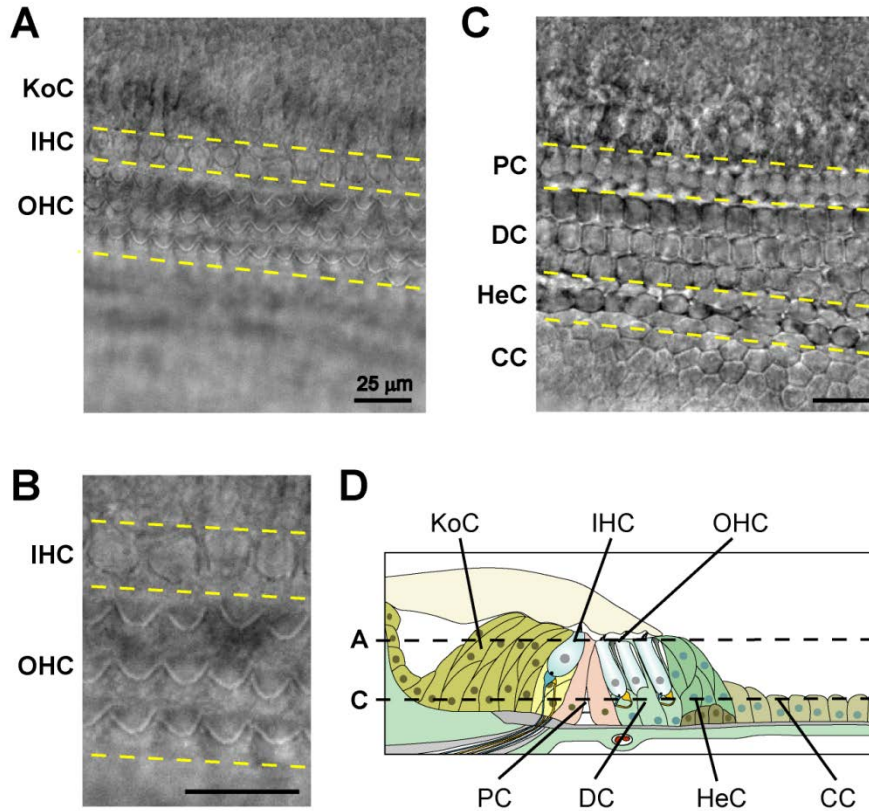 A
KoC
IHC
OHC
25 µm
C
PC
DC
HeC
CC
B
IHC
OHC
D
KoC IHC OHC
A
C
PC DC HeC CC